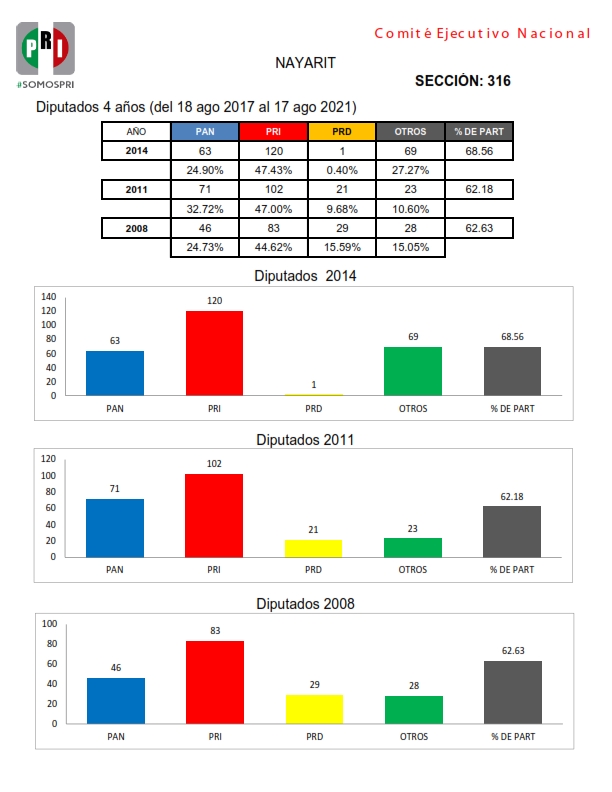 Comité Ejecutivo Nacional
PRI
#SOMOSPRI
NAYARIT
SECCIÓN: 316
Diputados 4 años (del 18 ago 2017 al 17 ago 2021)
AÑO PAN PRI PRD OTROS % DE PART
2014 63 120 1 69 68.56
24.90% 47.43% 0.40% 27.27%
2011 71 102 21 23 62.18
32.72% 47.00% 9.68% 10.60%
2008 46 83 29 28 62.63
24.73% 44.62% 15.59% 15.05%
Diputados 2014
140
120
100
80
60
40
20
0
63 120 1 69 68.56
PAN PRI PRD OTROS % DE PART
Diputados 2011
120
100
80
60
40
20
0
71 102 21 23 62.18
PAN PRI PRD OTROS % DE PART
Diputados 2008
100
80
60
40
20
0
46 83 29 28 62.63
PAN PRI PRD OTROS % DE PART